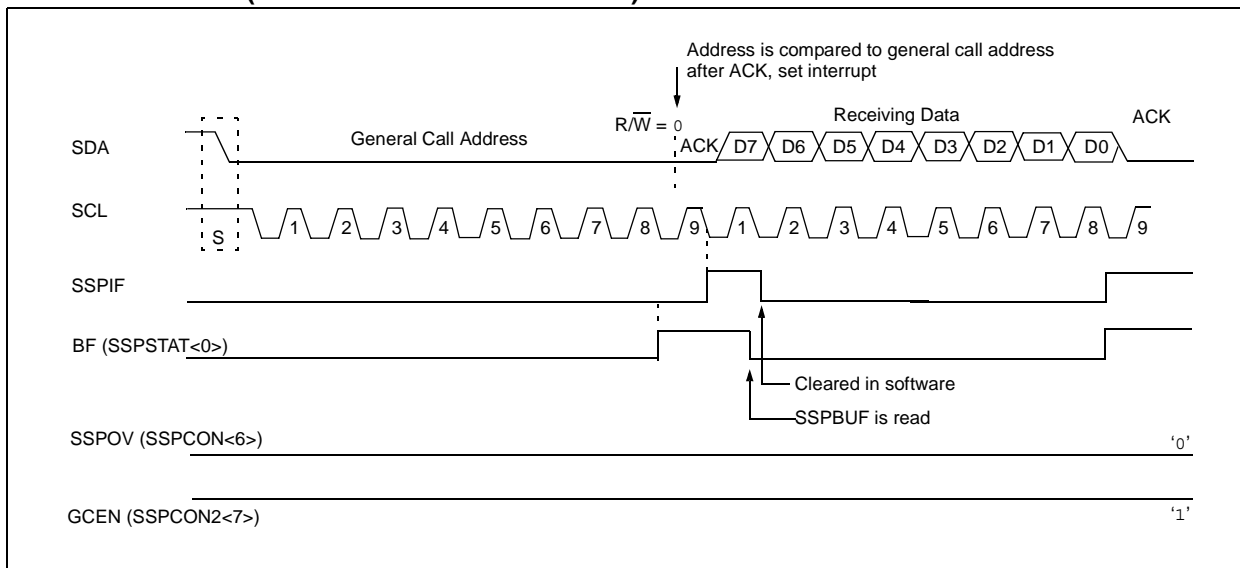 Address is compared to general call address
after ACK, set interrupt
R/W = 0
Receiving Data
ACK
SDA
General Call Address
ACK
D7 D6 D5 D4 D3 D2 D1 D0
SCL
S
1 2 3 4 5 6 7 8 9 1 2 3 4 5 6 7 8 9
SSPIF
BF (SSPSTAT<0>)
Cleared in software
SSPBUF is read
SSPOV (SSPCON<6>)
‘0’
GCEN (SSPCON2<7>)
‘1’